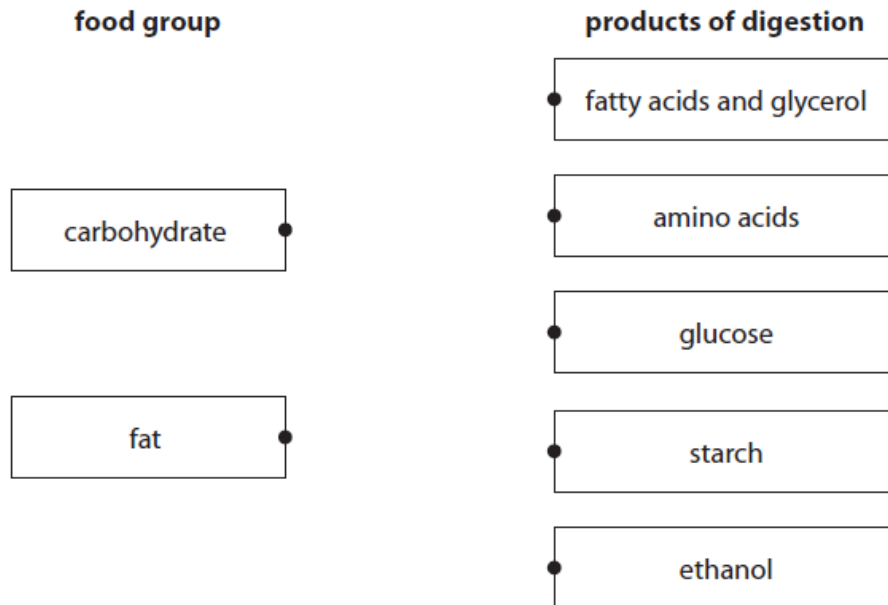 food group
products of digestion
fatty acids and glycerol
amino acids
carbohydrate
glucose
fat
starch
ethanol